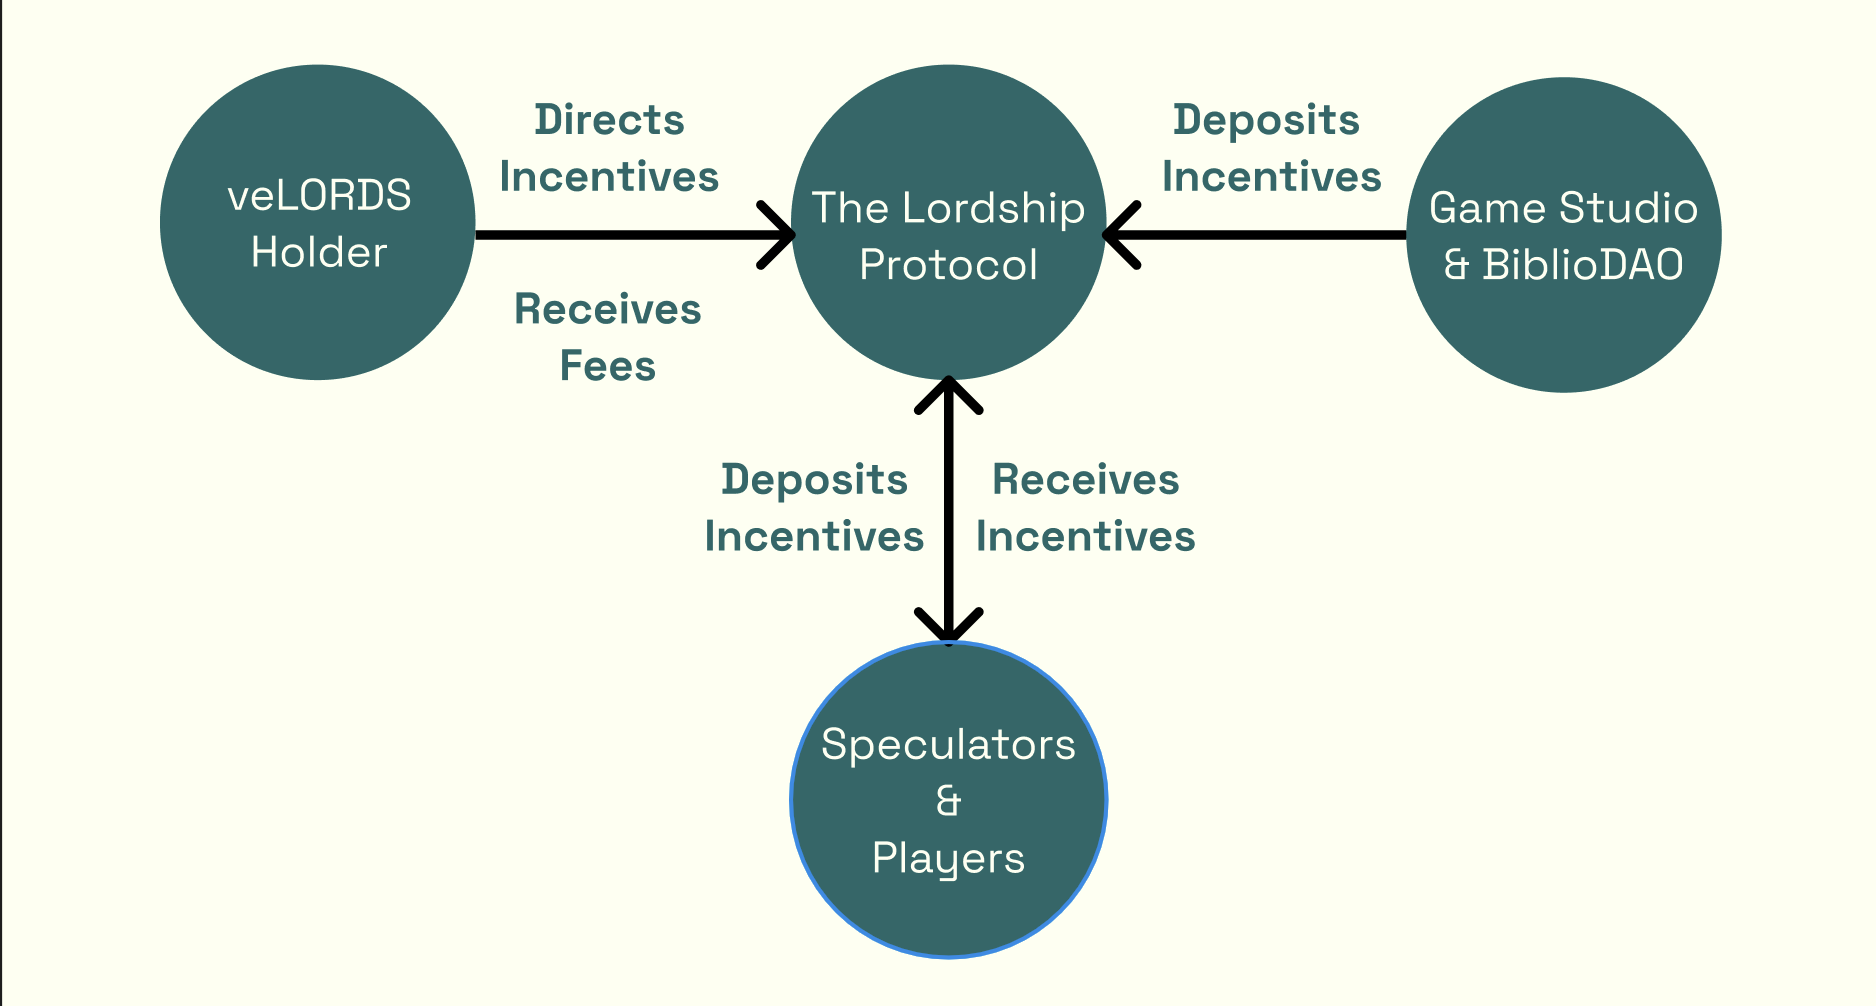 veLORDS
Holder
Directs
Incentives
Receives
Fees
The Lordship
Protocol
Deposits
Incentives
Game Studio
& BiblioDAO
Deposits
Incentives
Receives
Incentives
Speculators
&
Players